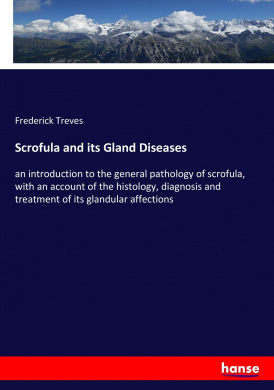 Frederick Treves
Scrofula and its Gland Diseases
an introduction to the general pathology of scrofula,
with an account of the histology, diagnosis and
treatment of its glandular affections
hanse